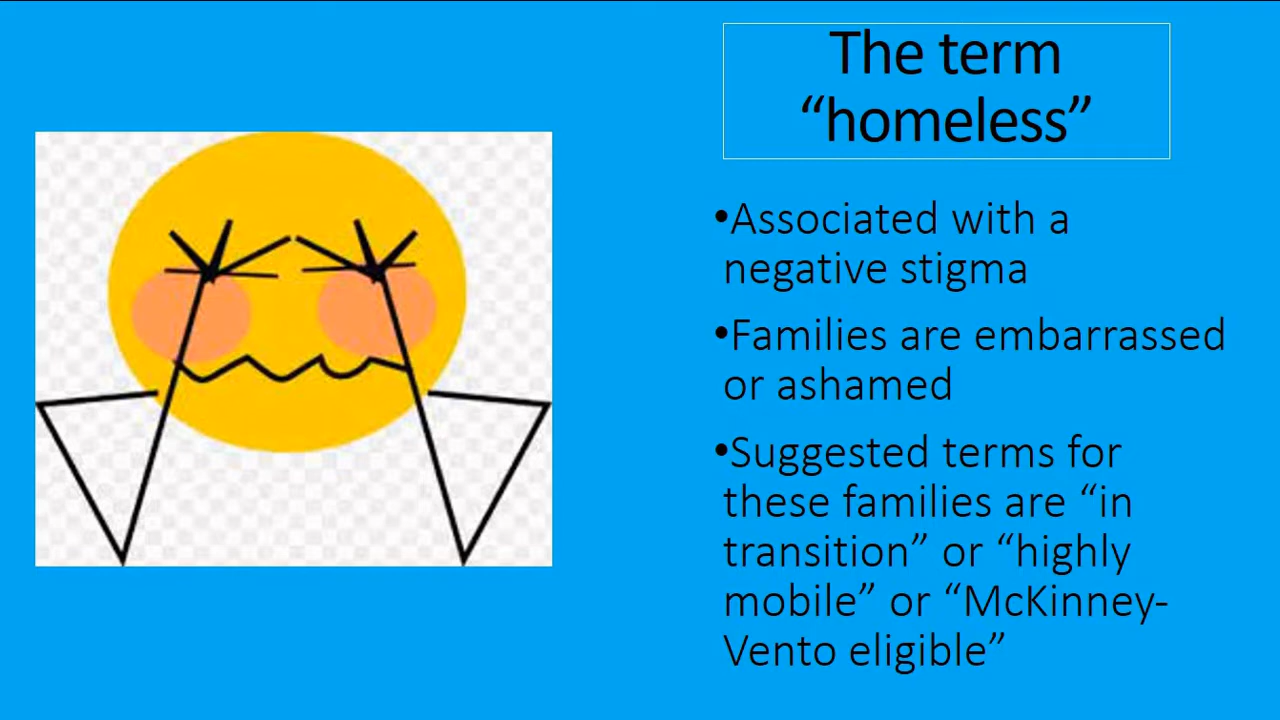 The term
“homeless”
•Associated with a
negative stigma
•Families are embarrassed
or ashamed
•Suggested terms for
these families are “in
transition” or “highly
mobile” or “McKinney-
Vento eligible”